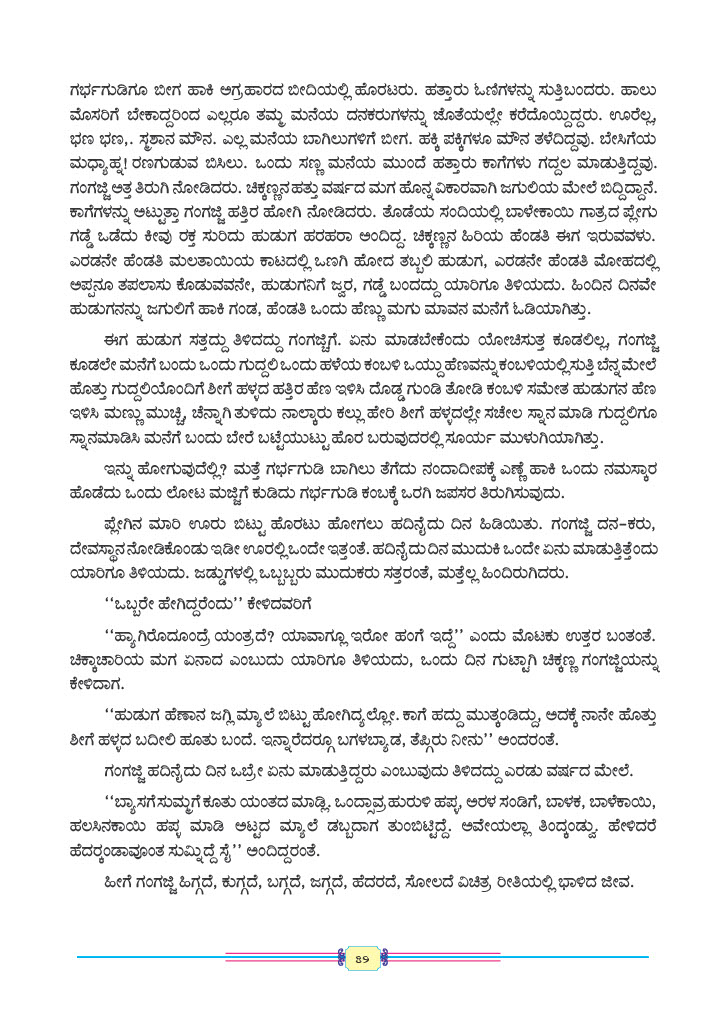 ಗರ್ಭಗುಡಿಗೂ ಬೀಗ ಹಾಕಿ ಅಗ್ರಹಾರದ ಬೀದಿಯಲ್ಲಿ ಹೊರಟರು. ಹತ್ತಾರು ಓಣಿಗಳನ್ನು ಸುತ್ತಿಬಂದರು. ಹಾಲು
ಮೊಸರಿಗೆ ಬೇಕಾದ್ದರಿಂದ ಎಲ್ಲರೂ ತಮ್ಮ ಮನೆಯ ದನಕರುಗಳನ್ನು ಜೊತೆಯಲ್ಲೇ ಕರೆದೊಯ್ದಿದ್ದರು. ಊರೆಲ್ಲ,
ಭಣ ಭಣ,. ಸ್ಮಶಾನ ಮೌನ. ಎಲ್ಲ ಮನೆಯ ಬಾಗಿಲುಗಳಿಗೆ ಬೀಗ. ಹಕ್ಕಿ ಪಕ್ಕಿಗಳೂ ಮೌನ ತಳೆದಿದ್ದವು. ಬೇಸಿಗೆಯ
ಮಧ್ಯಾಹ್ನ! ರಣಗುಡುವ ಬಿಸಿಲು. ಒಂದು ಸಣ್ಣ ಮನೆಯ ಮುಂದೆ ಹತ್ತಾರು ಕಾಗೆಗಳು ಗದ್ದಲ ಮಾಡುತ್ತಿದ್ದವು.
ಗಂಗಜ್ಜಿ ಅತ್ತ ತಿರುಗಿ ನೋಡಿದರು. ಚಿಕ್ಕಣ್ಣನ ಹತ್ತು ವರ್ಷದ ಮಗ ಹೊನ್ನ ವಿಕಾರವಾಗಿ ಜಗುಲಿಯ ಮೇಲೆ ಬಿದ್ದಿದ್ದಾನೆ.
ಕಾಗೆಗಳನ್ನು ಅಟ್ಟುತ್ತಾ ಗಂಗಜ್ಜಿ ಹತ್ತಿರ ಹೋಗಿ ನೋಡಿದರು. ತೊಡೆಯ ಸಂದಿಯಲ್ಲಿ ಬಾಳೇಕಾಯಿ ಗಾತ್ರದ ಪ್ಲೇಗು
ಗಡ್ಡೆ ಒಡೆದು ಕೀವು ರಕ್ತ ಸುರಿದು ಹುಡುಗ ಹರಹರಾ ಅಂದಿದ್ದ. ಚಿಕ್ಕಣ್ಣನ ಹಿರಿಯ ಹೆಂಡತಿ ಈಗ ಇರುವವಳು.
ಎರಡನೇ ಹೆಂಡತಿ ಮಲತಾಯಿಯ ಕಾಟದಲ್ಲಿ ಒಣಗಿ ಹೋದ ತಬ್ಬಲಿ ಹುಡುಗ, ಎರಡನೇ ಹೆಂಡತಿ ಮೋಹದಲ್ಲಿ
ಅಪ್ಪನೂ ತಪಲಾಸು ಕೊಡುವವನೇ, ಹುಡುಗನಿಗೆ ಜ್ವರ, ಗಡ್ಡೆ ಬಂದದ್ದು ಯಾರಿಗೂ ತಿಳಿಯದು. ಹಿಂದಿನ ದಿನವೇ
ಹುಡುಗನನ್ನು ಜಗುಲಿಗೆ ಹಾಕಿ ಗಂಡ, ಹೆಂಡತಿ ಒಂದು ಹೆಣ್ಣು ಮಗು ಮಾವನ ಮನೆಗೆ ಓಡಿಯಾಗಿತ್ತು.
ಈಗ ಹುಡುಗ ಸತ್ತದ್ದು ತಿಳಿದದ್ದು ಗಂಗಜ್ಜಿಗೆ. ಏನು ಮಾಡಬೇಕೆಂದು ಯೋಚಿಸುತ್ತ ಕೂಡಲಿಲ್ಲ, ಗಂಗಜ್ಜಿ
ಕೂಡಲೇ ಮನೆಗೆ ಬಂದು ಒಂದು ಗುದ್ದಲಿ ಒಂದು ಹಳೆಯ ಕಂಬಳಿ ಒಯ್ದು ಹೆಣವನ್ನು ಕಂಬಳಿಯಲ್ಲಿ ಸುತ್ತಿ ಬೆನ್ನ ಮೇಲೆ
ಹೊತ್ತು ಗುದ್ದಲಿಯೊಂದಿಗೆ ಶೀಗೆ ಹಳ್ಳದ ಹತ್ತಿರ ಹೆಣ ಇಳಿಸಿ ದೊಡ್ಡ ಗುಂಡಿ ತೋಡಿ ಕಂಬಳಿ ಸಮೇತ ಹುಡುಗನ ಹೆಣ
ಇಳಿಸಿ ಮಣ್ಣು ಮುಚ್ಚಿ, ಚೆನ್ನಾಗಿ ತುಳಿದು ನಾಲ್ಕಾರು ಕಲ್ಲು ಹೇರಿ ಶೀಗೆ ಹಳ್ಳದಲ್ಲೇ ಸಚೇಲ ಸ್ನಾನ ಮಾಡಿ ಗುದ್ದಲಿಗೂ
ಸ್ನಾನಮಾಡಿಸಿ ಮನೆಗೆ ಬಂದು ಬೇರೆ ಬಟ್ಟೆಯುಟ್ಟು ಹೊರ ಬರುವುದರಲ್ಲಿ ಸೂರ್ಯ ಮುಳುಗಿಯಾಗಿತ್ತು.
ಇನ್ನು ಹೋಗುವುದೆಲ್ಲಿ? ಮತ್ತೆ ಗರ್ಭಗುಡಿ ಬಾಗಿಲು ತೆಗೆದು ನಂದಾದೀಪಕ್ಕೆ ಎಣ್ಣೆ ಹಾಕಿ ಒಂದು ನಮಸ್ಕಾರ
ಹೊಡೆದು ಒಂದು ಲೋಟ ಮಜ್ಜಿಗೆ ಕುಡಿದು ಗರ್ಭಗುಡಿ ಕಂಬಕ್ಕೆ ಒರಗಿ ಜಪಸರ ತಿರುಗಿಸುವುದು.
ಪ್ಲೇಗಿನ ಮಾರಿ ಊರು ಬಿಟ್ಟು ಹೊರಟು ಹೋಗಲು ಹದಿನೈದು ದಿನ ಹಿಡಿಯಿತು. ಗಂಗಜ್ಜಿ ದನ-ಕರು,
ದೇವಸ್ಥಾನ ನೋಡಿಕೊಂಡು ಇಡೀ ಊರಲ್ಲಿ ಒಂದೇ ಇತ್ತಂತೆ. ಹದಿನೈದು ದಿನ ಮುದುಕಿ ಒಂದೇ ಏನು ಮಾಡುತ್ತಿತ್ತೆಂದು
ಯಾರಿಗೂ ತಿಳಿಯದು. ಜಡ್ಡುಗಳಲ್ಲಿ ಒಬ್ಬಬ್ಬರು ಮುದುಕರು ಸತ್ತರಂತೆ, ಮತ್ತೆಲ್ಲ ಹಿಂದಿರುಗಿದರು.
‘‘ಒಬ್ಬರೇ ಹೇಗಿದ್ದರೆಂದು’’ ಕೇಳಿದವರಿಗೆ
‘‘ಹ್ಯಾಗಿರೊದೂಂದ್ರೆ ಯಂತ್ರದೆ? ಯಾವಾಗ್ಲೂ ಇರೋ ಹಂಗೆ ಇದ್ದೆ’’ ಎಂದು ಮೊಟಕು ಉತ್ತರ ಬಂತಂತೆ.
ಚಿಕ್ಕಾಚಾರಿಯ ಮಗ ಏನಾದ ಎಂಬುದು ಯಾರಿಗೂ ತಿಳಿಯದು, ಒಂದು ದಿನ ಗುಟ್ಟಾಗಿ ಚಿಕ್ಕಣ್ಣ ಗಂಗಜ್ಜಿಯನ್ನು
ಕೇಳಿದಾಗ.
‘‘ಹುಡುಗ ಹೆಣಾನ ಜಗ್ಲಿ ಮ್ಯಾಲೆ ಬಿಟ್ಟು ಹೋಗಿದ್ಯಲ್ಲೋ. ಕಾಗೆ ಹದ್ದು ಮುತ್ಕಂಡಿದ್ದು, ಅದಕ್ಕೆ ನಾನೇ ಹೊತ್ತು
ಶೀಗೆ ಹಳ್ಳದ ಬದೀಲಿ ಹೂತು ಬಂದೆ. ಇನ್ನಾರೆದರ್ಗೂ ಬಗಳಬ್ಯಾಡ, ತೆಪ್ಗಿರು ನೀನು’’ ಅಂದರಂತೆ.
ಗಂಗಜ್ಜಿ ಹದಿನೈದು ದಿನ ಒಬ್ರೇ ಏನು ಮಾಡುತ್ತಿದ್ದರು ಎಂಬುವುದು ತಿಳಿದದ್ದು ಎರಡು ವರ್ಷದ ಮೇಲೆ.
‘‘ಬ್ಯಾಸಗೆ ಸುಮ್ಮಗೆ ಕೂತು ಯಂತದ ಮಾಡ್ಲಿ. ಒಂದ್ಸಾವ್ರ ಹುರುಳಿ ಹಪ್ಪ, ಅರಳ ಸಂಡಿಗೆ, ಬಾಳಕ, ಬಾಳೆಕಾಯಿ,
ಹಲಸಿನಕಾಯಿ ಹಪ್ಪ ಮಾಡಿ ಅಟ್ಟದ ಮ್ಯಾಲೆ ಡಬ್ಬದಾಗ ತುಂಬಿಟ್ಟಿದ್ದೆ. ಅವೇಯಲ್ಲಾ ತಿಂದ್ಕಂಡ್ವು. ಹೇಳಿದರೆ
ಹೆದರ್‍ಕಂಡಾವೂಂತ ಸುಮ್ನಿದ್ದೆ ಸೈ’’ ಅಂದಿದ್ದರಂತೆ.
ಹೀಗೆ ಗಂಗಜ್ಜಿ ಹಿಗ್ಗದೆ, ಕುಗ್ಗದೆ, ಬಗ್ಗದೆ, ಜಗ್ಗದೆ, ಹೆದರದೆ, ಸೋಲದೆ ವಿಚಿತ್ರ ರೀತಿಯಲ್ಲಿ ಭಾಳಿದ ಜೀವ.
89